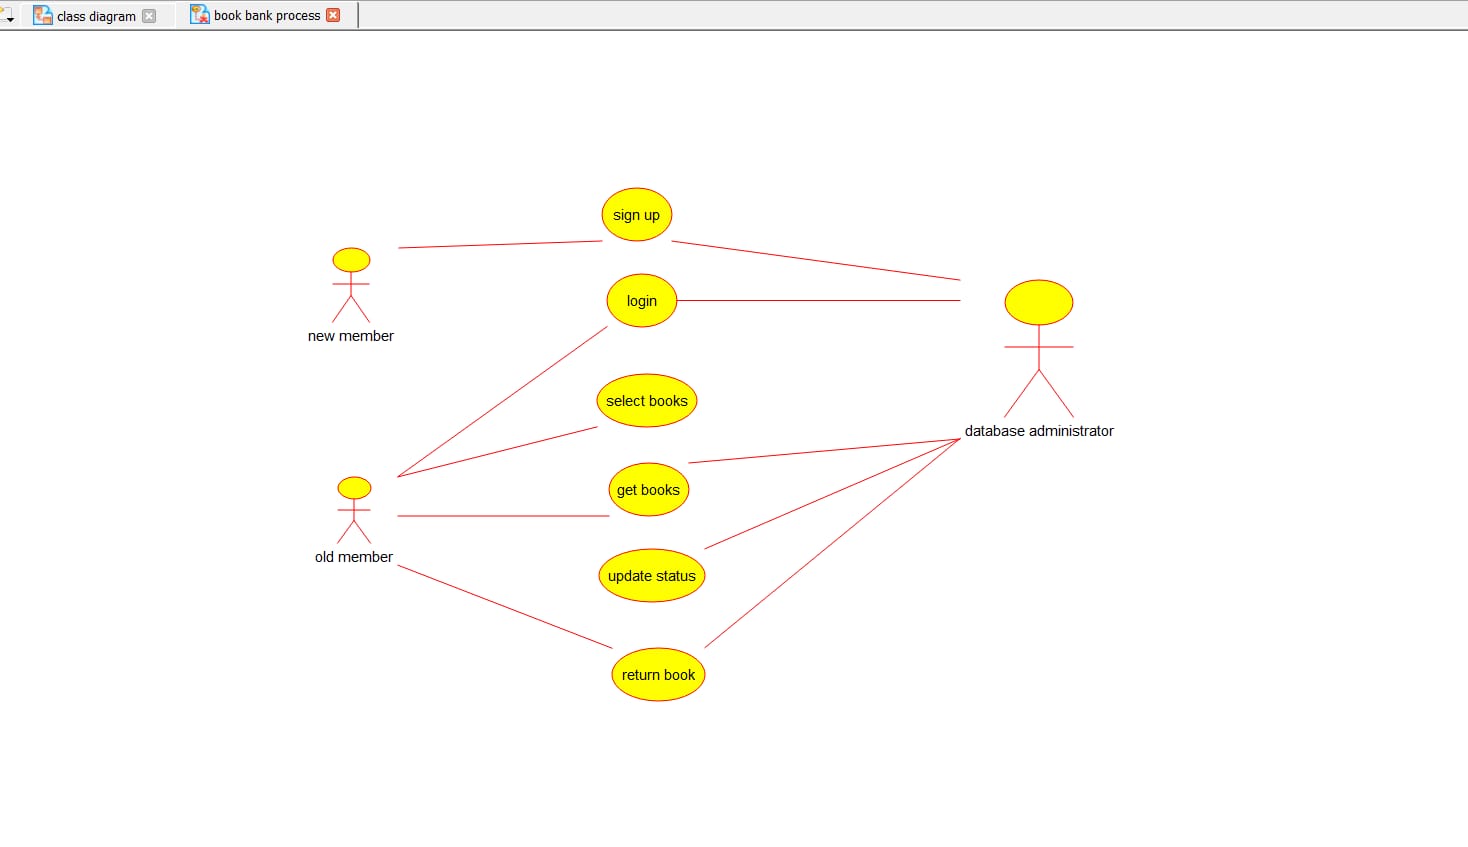 class diagram
book bank process
sign up
login
new member
select books
database administrator
get books
old member
update status
return book